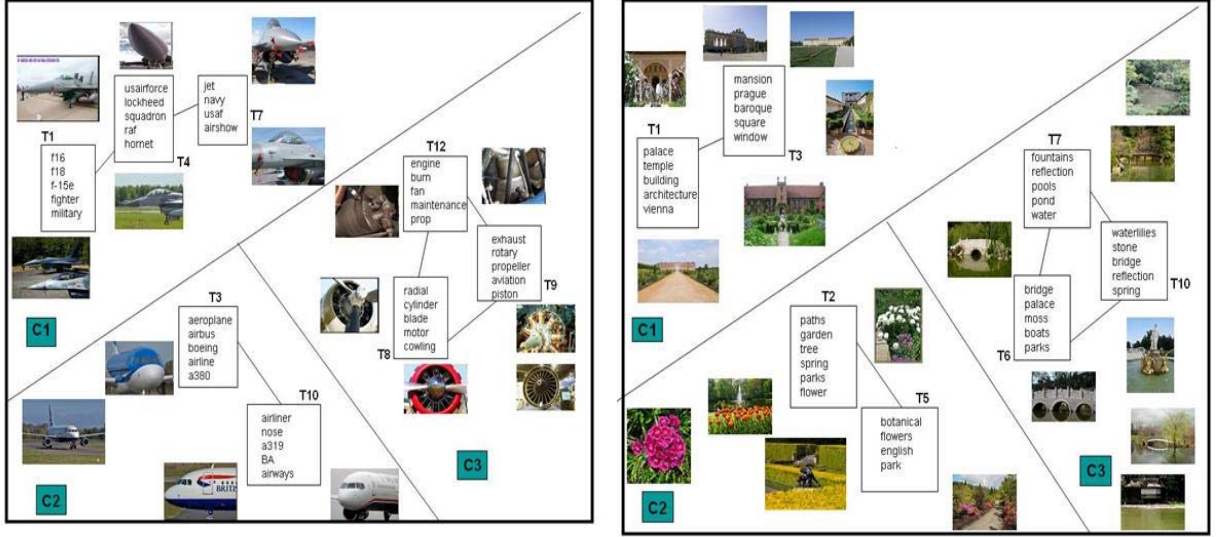 T1
f16
f18
f-15e
fighter
military
usairforce
lockheed
squadron
raf
hornet
T4
jet
navy
usaf
airshow
T7
C1
T3
aeroplane
airbus
boeing
airline
a380
T10
airliner
nose
a319
BA
airways
BRITI
C2
T12
engine
burn
fan
maintenance
prop
exhaust
rotary
propeller
aviation
piston
T9
radial
cylinder
blade
motor
cowling
T8
C3
T1
palace
temple
building
architecture
vienna
mansion
prague
baroque
square
window
T3
C1
T2
paths
garden
tree
spring
parks
flower
T5
botanical
flowers
english
park
C2
T7
fountains
reflection
pools
pond
water
waterlilies
stone
bridge
reflection
spring
T10
bridge
palace
moss
boats
parks
T6
C3